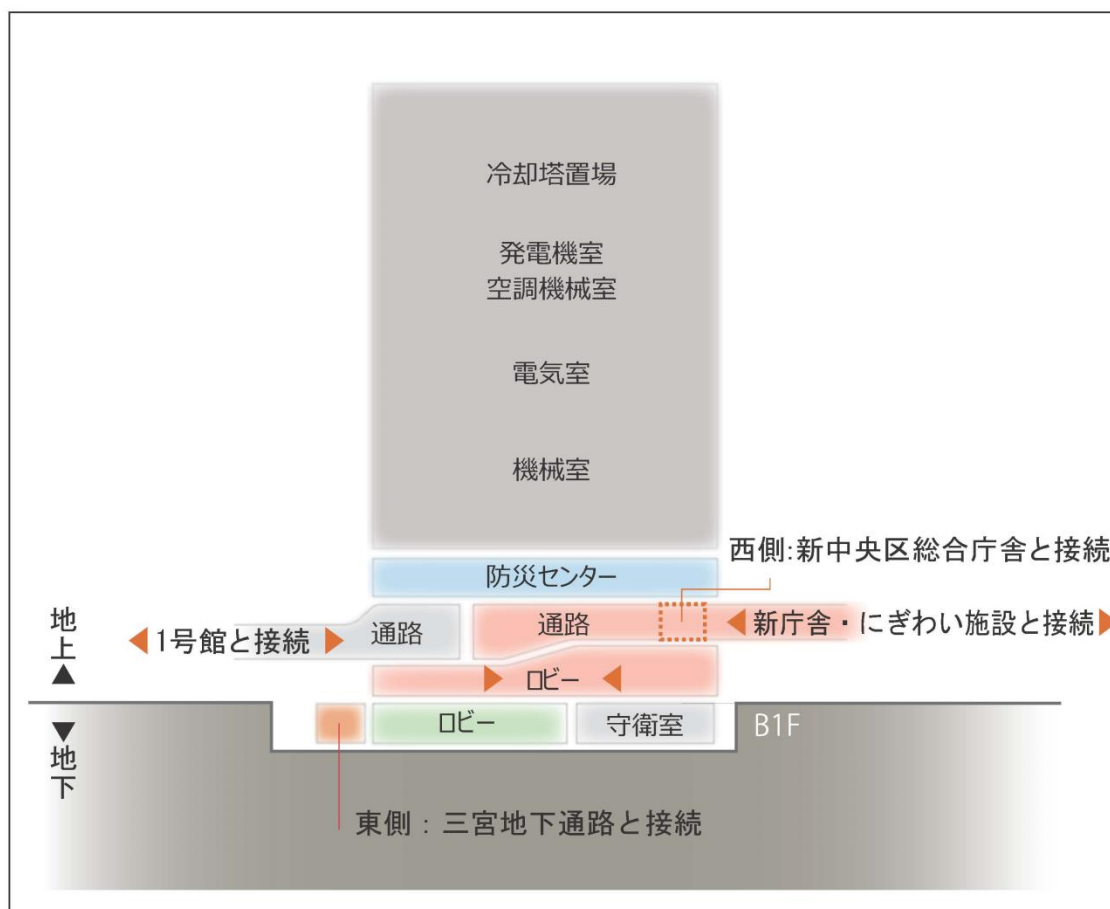 冷却塔置場
発電機室
空調機械室
電気室
機械室
西側:新中央区総合庁舎と接続
防災センター
地上▲
◀1号館と接続▶
通路
通路
◀新庁舎・にぎわい施設と接続▶
▶ロビー◀
▼地下
ロビー
守衛室
B1F
東側：三宮地下通路と接続